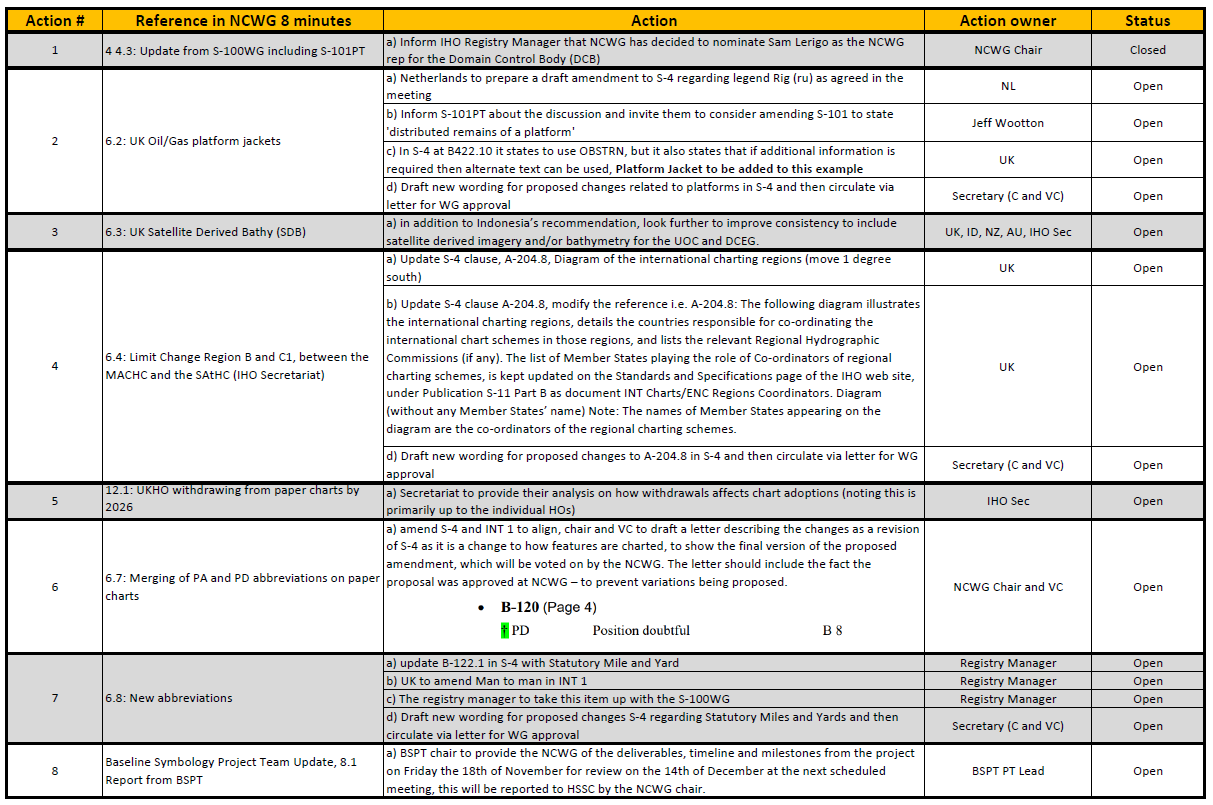 Action # Reference in NCWG 8 minutes Action Action owner Status
1 4 4.3: Update from S-100WG including S-101PT
a) Inform IHO Registry Manager that NCWG has decided to nominate Sam Lerigo as the NCWG
rep for the Domain Control Body (DCB)
NCWG Chair Closed
2 6.2: UK Oil/Gas platform jackets
a) Netherlands to prepare a draft amendment to S-4 regarding legend Rig (ru) as agreed in the
meeting
NL Open
b) Inform S-101PT about the discussion and invite them to consider amending S-101 to state
'distributed remains of a platform'
Jeff Wootton Open
c) In S-4 at B422.10 it states to use OBSTRN, but it also states that if additional information is
required then alternate text can be used, Platform Jacket to be added to this example
UK Open
d) Draft new wording for proposed changes related to platforms in S-4 and then circulate via
letter for WG approval
Secretary (C and VC) Open
3 6.3: UK Satellite Derived Bathy (SDB)
a) in addition to Indonesia’s recommendation, look further to improve consistency to include
satellite derived imagery and/or bathymetry for the UOC and DCEG.
UK, ID, NZ, AU, IHO Sec Open
4 6.4: Limit Change Region B and C1, between the
MACHC and the SAtHC (IHO Secretariat)
a) Update S-4 clause, A-204.8, Diagram of the international charting regions (move 1 degree
south)
UK Open
b) Update S-4 clause A-204.8, modify the reference i.e. A-204.8: The following diagram illustrates
the international charting regions, details the countries responsible for co-ordinating the
international chart schemes in those regions, and lists the relevant Regional Hydrographic
Commissions (if any). The list of Member States playing the role of Co-ordinators of regional
charting schemes, is kept updated on the Standards and Specifications page of the IHO web site,
under Publication S-11 Part B as document INT Charts/ENC Regions Coordinators. Diagram
(without any Member States’ name) Note: The names of Member States appearing on the
diagram are the co-ordinators of the regional charting schemes.
UK Open
d) Draft new wording for proposed changes to A-204.8 in S-4 and then circulate via letter for WG
approval
Secretary (C and VC) Open
5 12.1: UKHO withdrawing from paper charts by
2026
a) Secretariat to provide their analysis on how withdrawals affects chart adoptions (noting this is
primarily up to the individual HOs)
IHO Sec Open
6 6.7: Merging of PA and PD abbreviations on paper
charts
a) amend S-4 and INT 1 to align, chair and VC to draft a letter describing the changes as a revision
of S-4 as it is a change to how features are charted, to show the final version of the proposed
amendment, which will be voted on by the NCWG. The letter should include the fact the
proposal was approved at NCWG – to prevent variations being proposed.
• B-120 (Page 4)
† PD Position doubtful B 8
NCWG Chair and VC Open
7 6.8: New abbreviations
a) update B-122.1 in S-4 with Statutory Mile and Yard Registry Manager Open
b) UK to amend Man to man in INT 1 Registry Manager Open
c) The registry manager to take this item up with the S-100WG Registry Manager Open
d) Draft new wording for proposed changes S-4 regarding Statutory Miles and Yards and then
circulate via letter for WG approval
Secretary (C and VC) Open
8 Baseline Symbology Project Team Update, 8.1
Report from BSPT
a) BSPT chair to provide the NCWG of the deliverables, timeline and milestones from the project
on Friday the 18th of November for review on the 14th of December at the next scheduled
meeting, this will be reported to HSSC by the NCWG chair.
BSPT PT Lead Open